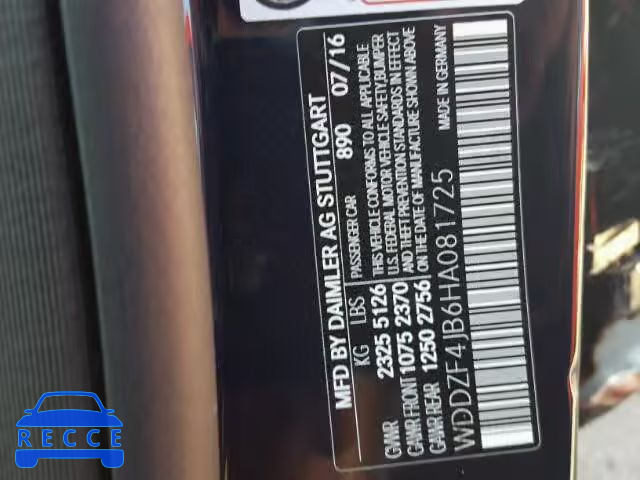 MFD BY DAIMLER AG STUTTGART
PASSENGER CAR 890 07/16
KG LBS
GVWR 2325 5126
GAWR FRONT 1075 2370
GAWR REAR 1250 2756
THIS VEHICLE CONFORMS TO ALL APPLICABLE
U.S. FEDERAL MOTOR VEHICLE SAFETY, BUMPER
AND THEFT PREVENTION STANDARDS IN EFFECT
ON THE DATE OF MANUFACTURE SHOWN ABOVE
WDDZF4JB6HA081725
MADE IN GERMANY
RECCE